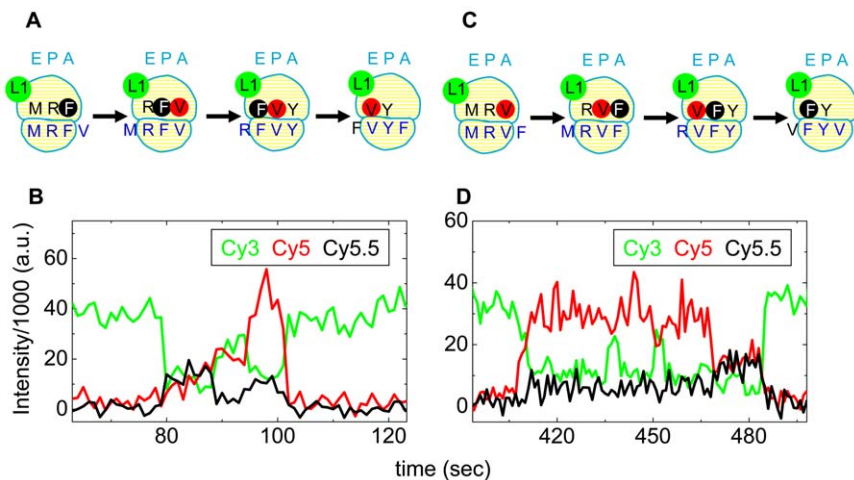 A
C
E P A E P A E P A E P A
E P A E P A E P A E P A
L1 L1 L1 L1
L1 L1 L1 L1
M R F R F V F V Y V Y
M R V R V F V F Y F Y
M R F V M R F V R F V Y F V Y F
M R V F M R V F R V F Y V F Y V
B
D
Cy3 Cy5 Cy5.5
Cy3 Cy5 Cy5.5
Intensity/1000 (a.u.)
60
40
20
0
80 100 120
60
40
20
0
420 450 480
time (sec)